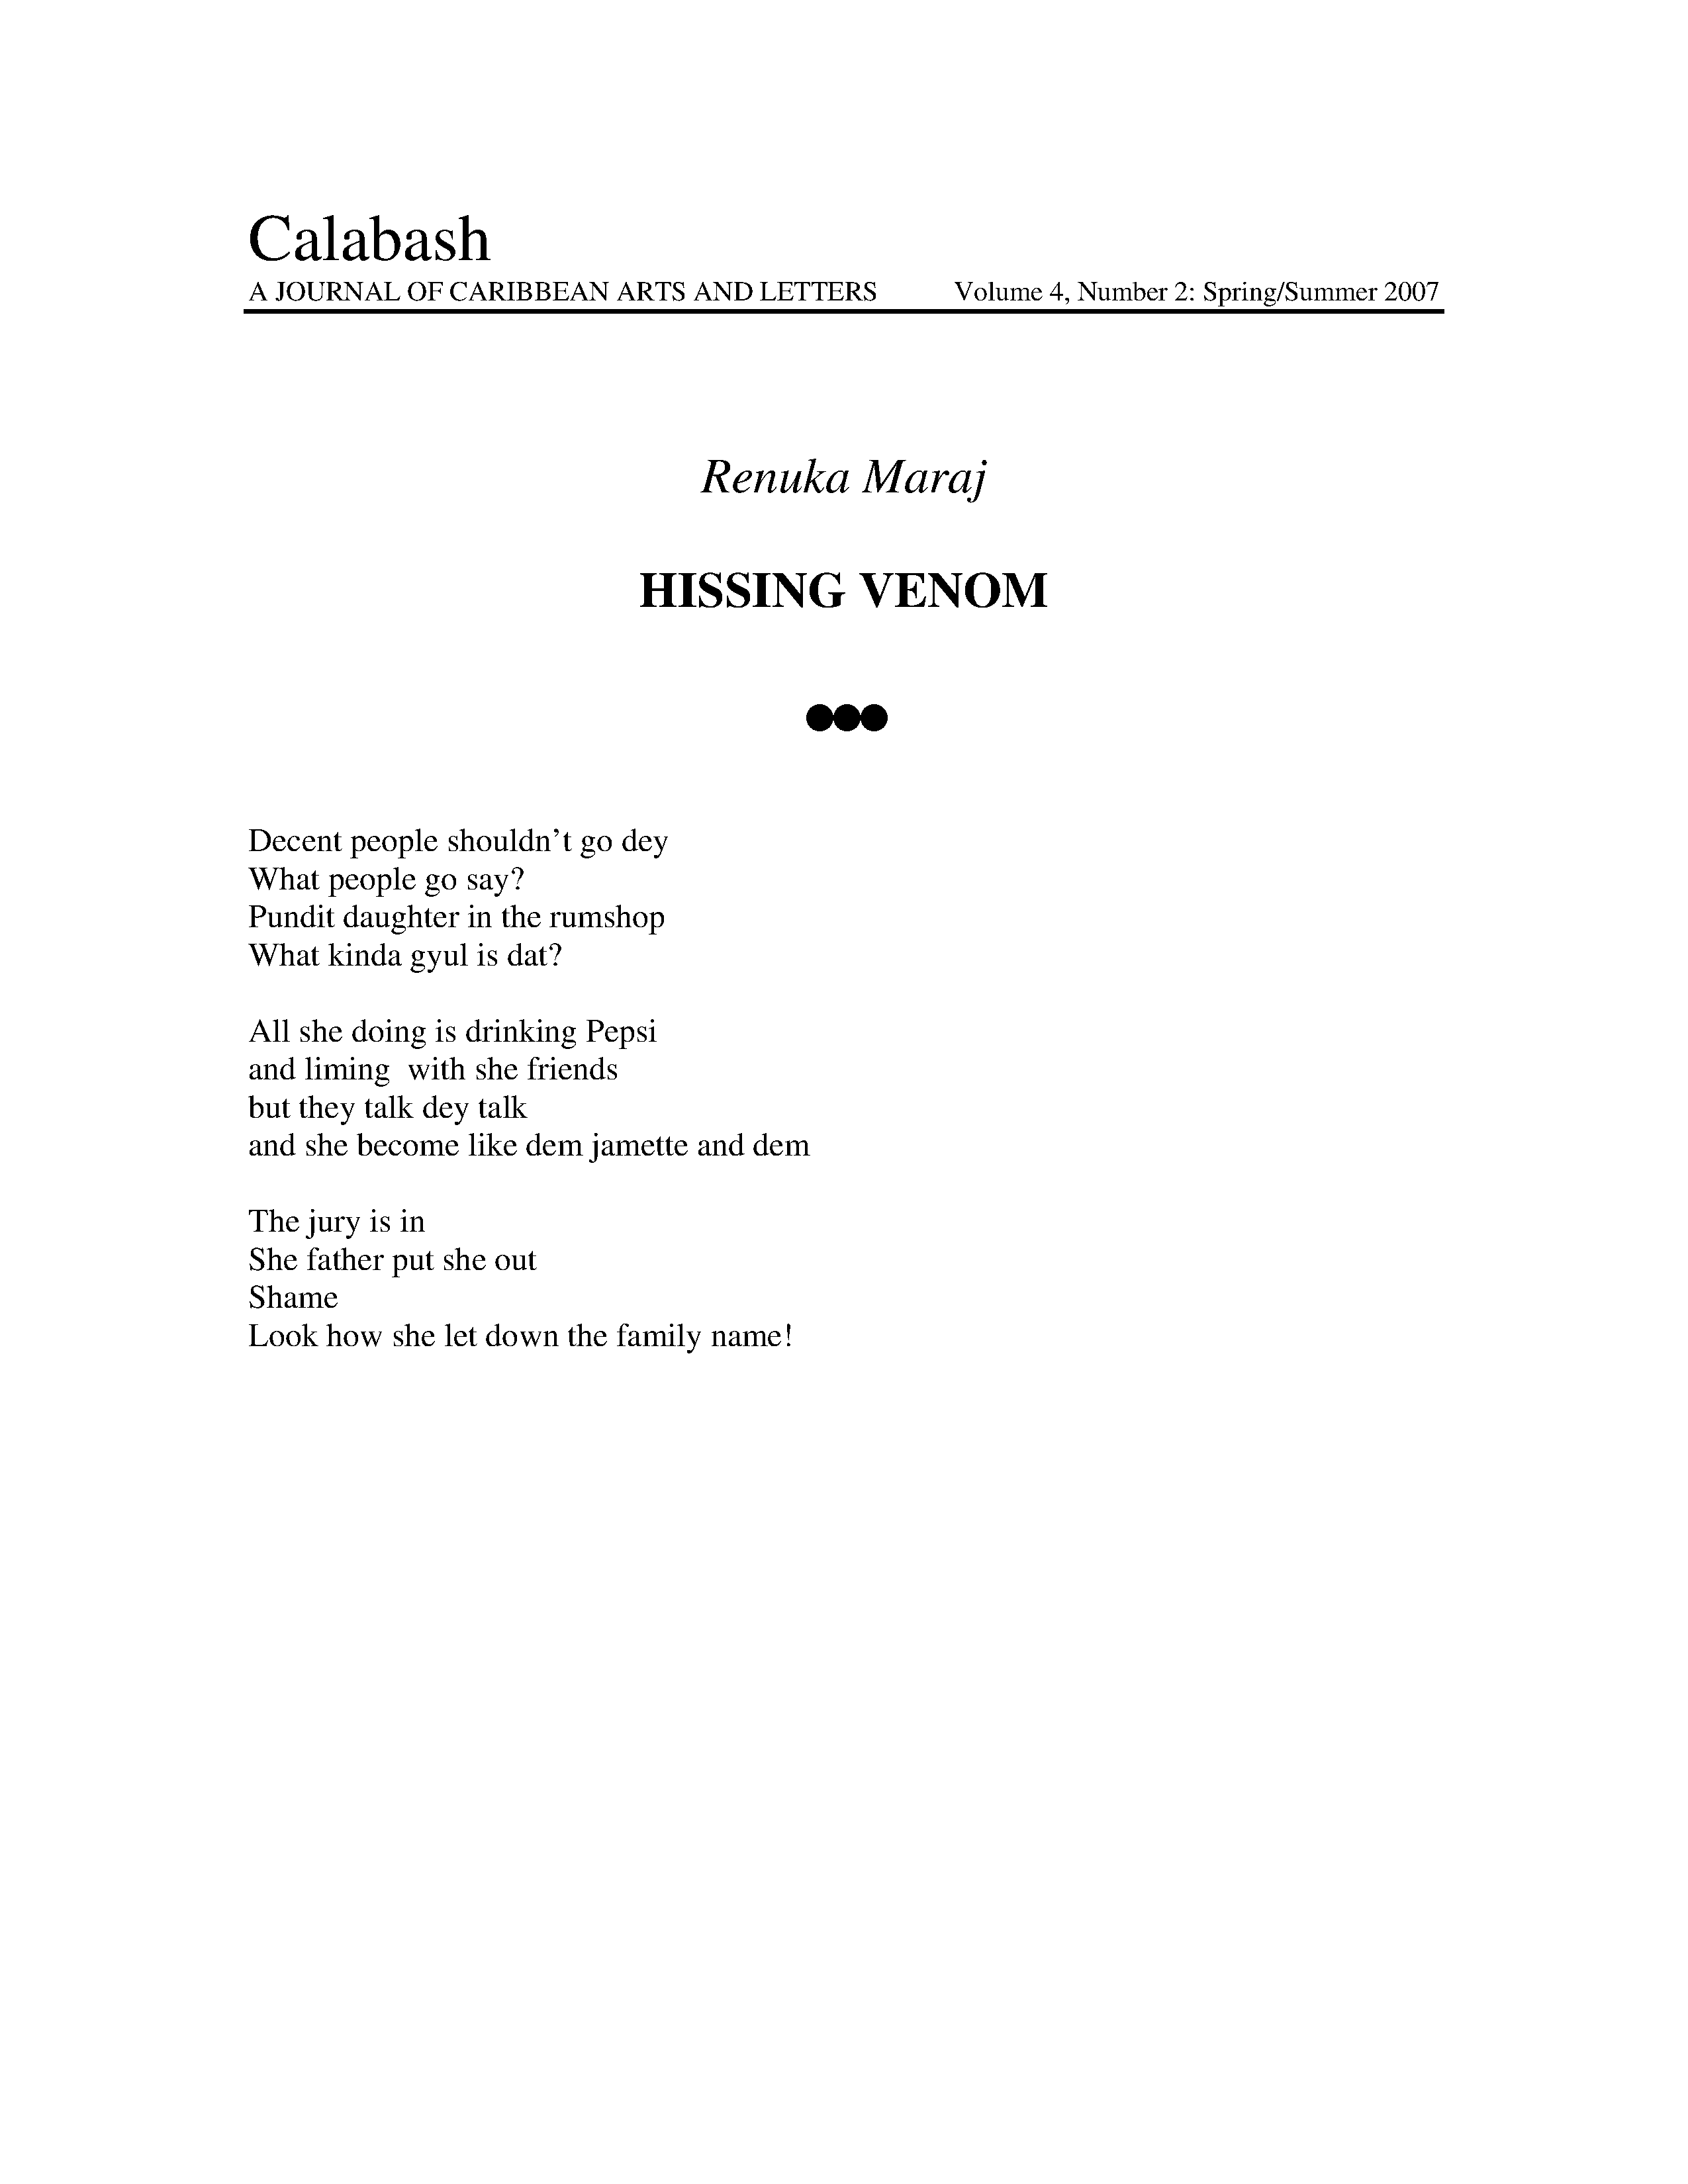 Calabash
A JOURNAL OF CARIBBEAN ARTS AND LETTERS Volume 4, Number 2: Spring/Summer 2007
Renuka Maraj
HISSING VENOM
●●●
Decent people shouldn't go dey
What people go say?
Pundit daughter in the rumshop
What kinda gyul is dat?
All she doing is drinking Pepsi
and liming  with she friends
but they talk dey talk
and she become like dem jamette and dem
The jury is in
She father put she out
Shame
Look how she let down the family name!